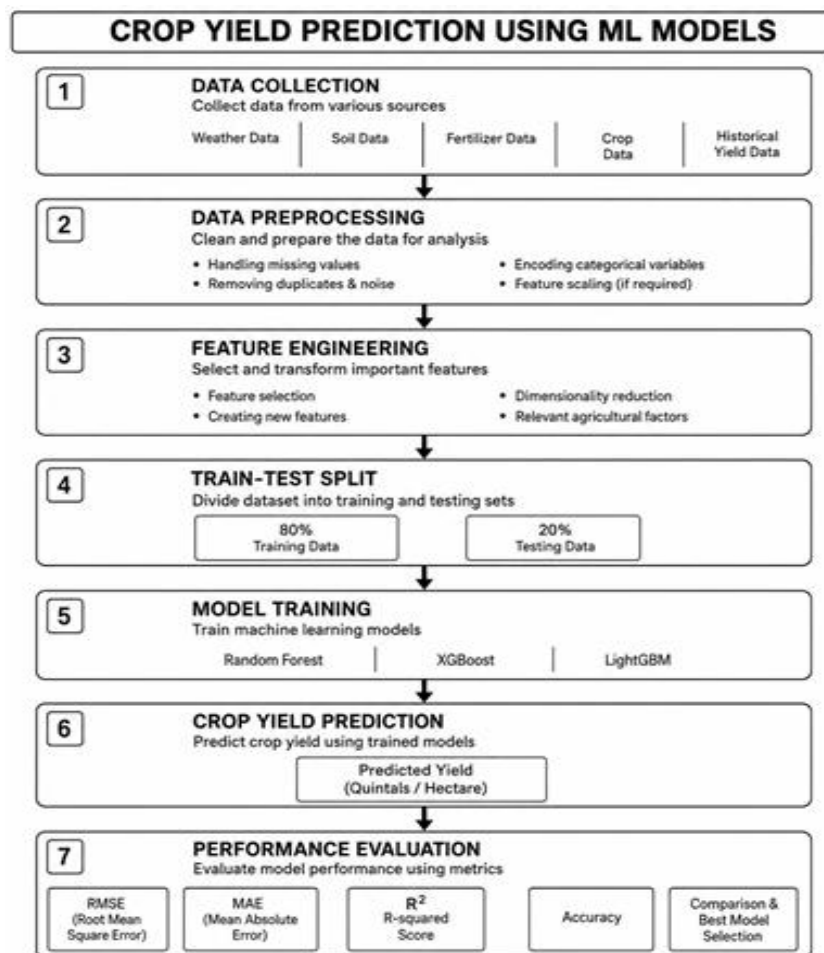 CROP YIELD PREDICTION USING ML MODELS
1
DATA COLLECTION
Collect data from various sources
Weather Data
Soil Data
Fertilizer Data
Crop
Data
Historical
Yield Data
2
DATA PREPROCESSING
Clean and prepare the data for analysis
• Handling missing values
• Removing duplicates & noise
• Encoding categorical variables
• Feature scaling (if required)
3
FEATURE ENGINEERING
Select and transform important features
• Feature selection
• Creating new features
• Dimensionality reduction
• Relevant agricultural factors
4
TRAIN-TEST SPLIT
Divide dataset into training and testing sets
80%
Training Data
20%
Testing Data
5
MODEL TRAINING
Train machine learning models
Random Forest
XGBoost
LightGBM
6
CROP YIELD PREDICTION
Predict crop yield using trained models
Predicted Yield
(Quintals / Hectare)
7
PERFORMANCE EVALUATION
Evaluate model performance using metrics
RMSE
(Root Mean
Square Error)
MAE
(Mean Absolute
Error)
R²
R-squared
Score
Accuracy
Comparison &
Best Model
Selection